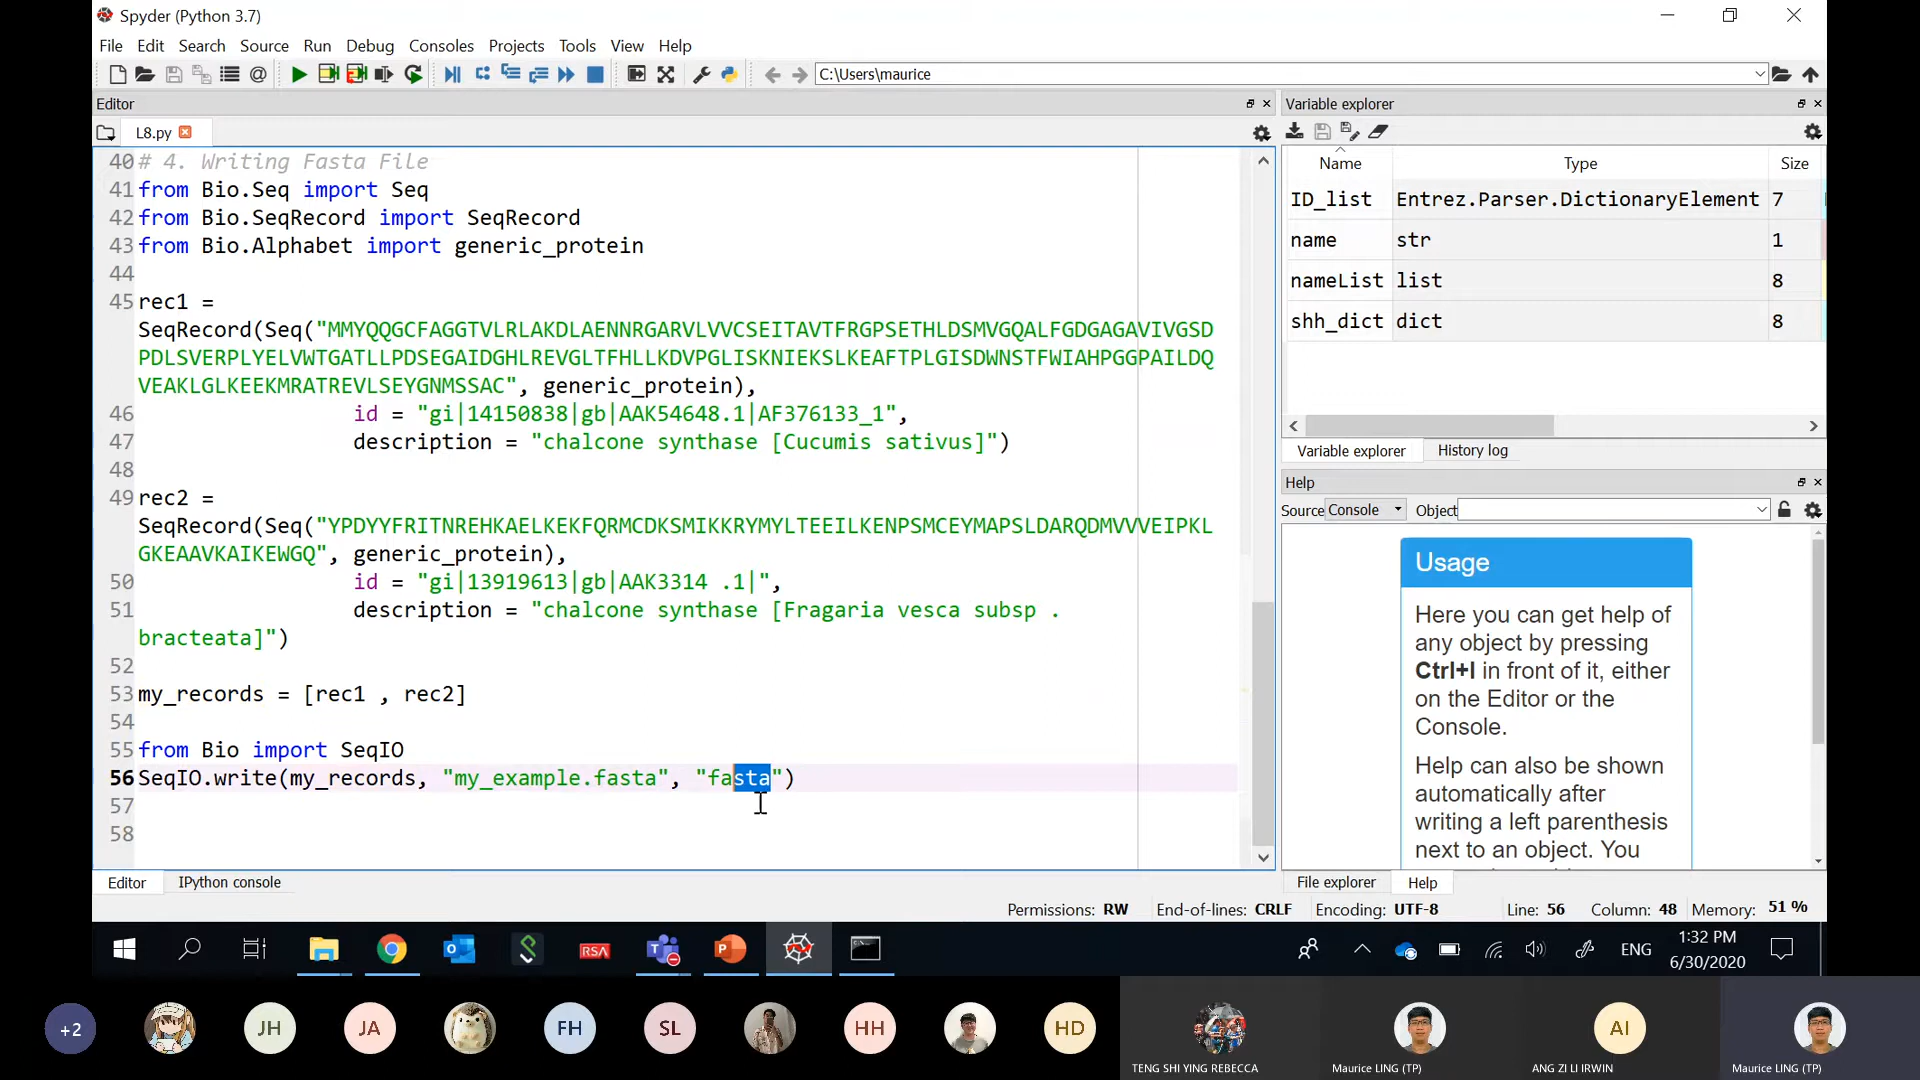 Spyder (Python 3.7)
File Edit Search Source Run Debug Consoles Projects Tools View Help
C:\Users\maurice
Editor
L8.py
40 # 4. Writing Fasta File
41 from Bio.Seq import Seq
42 from Bio.SeqRecord import SeqRecord
43 from Bio.Alphabet import generic_protein
44
45 rec1 =
SeqRecord(Seq("MMYQQGCFAGGTVLRLAKDLAENNRGARVLVVCSEITAVTFRGPSETHLDSMVGQALFGDGAGAVIVGSD
PDLSVERPLYELVWTGATLLPDSEGAIDGHLREVGLTFHLLKDVPGLISKNIEKSLKEAFTPLGISDWNSTFWIAHPGGPAILDQ
VEAKLGLKEEKMRATREVLSEYGNMSSAC", generic_protein),
46 id = "gi|14150838|gb|AAK54648.1|AF376133_1",
47 description = "chalcone synthase [Cucumis sativus]")
48
49 rec2 =
SeqRecord(Seq("YPDYYFRITNREHKAELKEKFQRMCDKSMIKKRYMYLTEEILKENPSMCEYMAPSLDARQDMVVVEIPKL
GKEAAVKAIKEWGQ", generic_protein),
50 id = "gi|13919613|gb|AAK3314 .1|",
51 description = "chalcone synthase [Fragaria vesca subsp .
bracteata]")
52
53 my_records = [rec1 , rec2]
54
55 from Bio import SeqIO
56 SeqIO.write(my_records, "my_example.fasta", "fasta")
57
58
Editor IPython console
Variable explorer
Name Type Size
ID_list Entrez.Parser.DictionaryElement 7
name str 1
nameList list 8
shh_dict dict 8
Variable explorer History log
Help
Source Console Object
Usage
Here you can get help of
any object by pressing
Ctrl+I in front of it, either
on the Editor or the
Console.
Help can also be shown
automatically after
writing a left parenthesis
next to an object. You
File explorer Help
Permissions: RW End-of-lines: CRLF Encoding: UTF-8 Line: 56 Column: 48 Memory: 51 %
RSA
ENG
1:32 PM
6/30/2020
+2 JH JA FH SL HH HD AI
TENG SHI YING REBECCA Maurice LING (TP) ANG ZI LI IRWIN Maurice LING (TP)